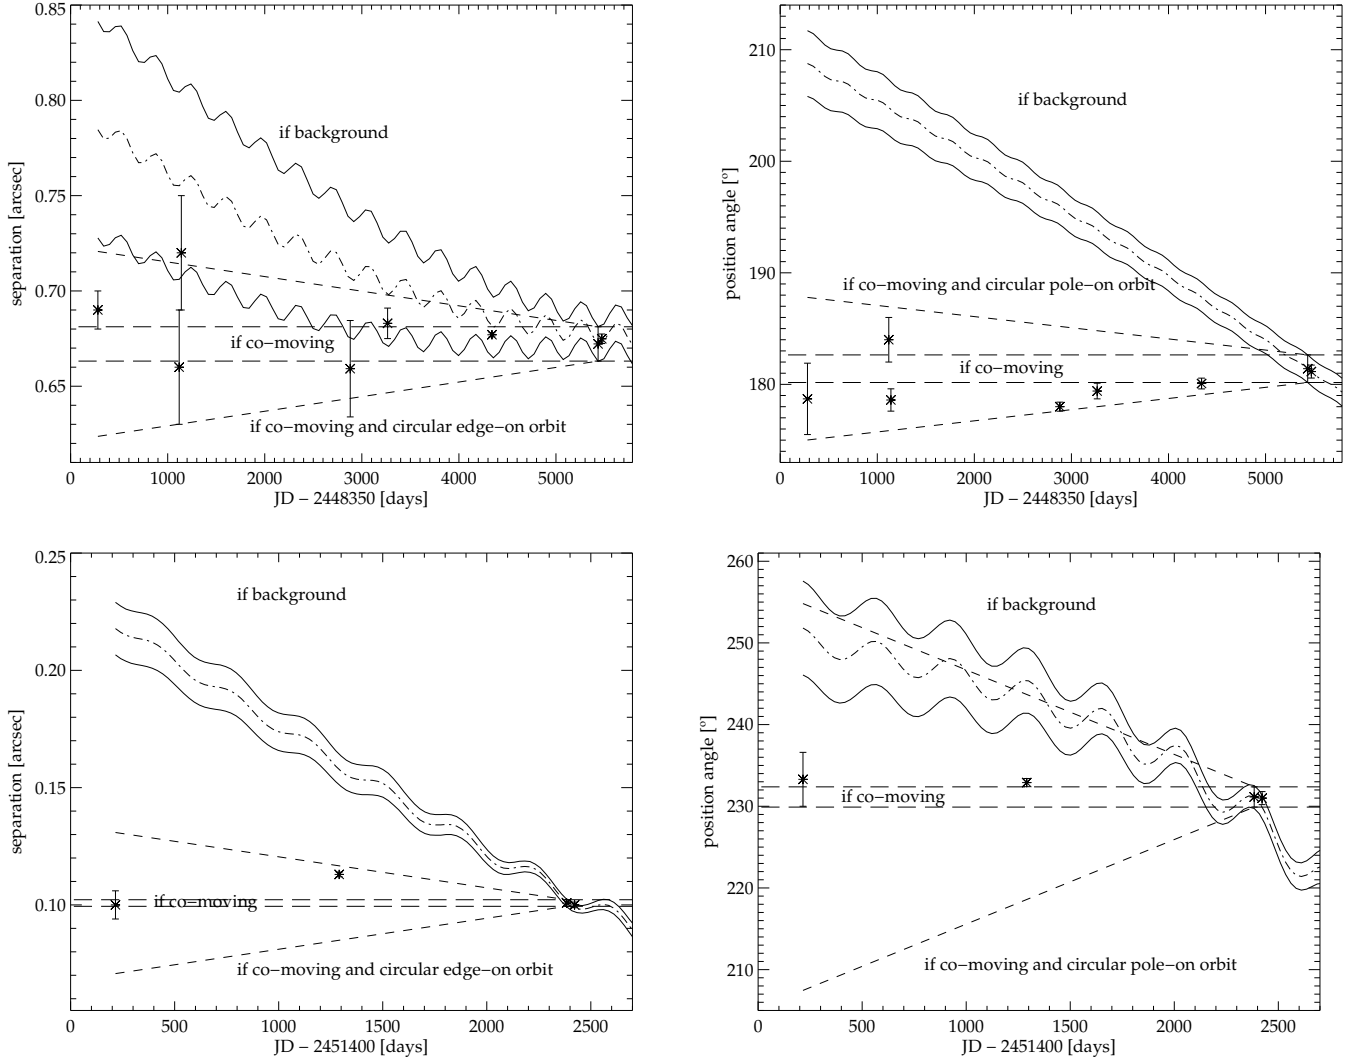 0.85
0.80
0.75
0.70
0.65
separation [arcsec]
if background
if co−moving
if co−moving and circular edge−on orbit
0 1000 2000 3000 4000 5000
JD − 2448350 [days]
210
200
190
180
position angle [°]
if background
if co−moving and circular pole−on orbit
if co−moving
0 1000 2000 3000 4000 5000
JD − 2448350 [days]
0.25
0.20
0.15
0.10
separation [arcsec]
if background
if co−moving
if co−moving and circular edge−on orbit
0 500 1000 1500 2000 2500
JD − 2451400 [days]
260
250
240
230
220
210
position angle [°]
if background
if co−moving
if co−moving and circular pole−on orbit
0 500 1000 1500 2000 2500
JD − 2451400 [days]